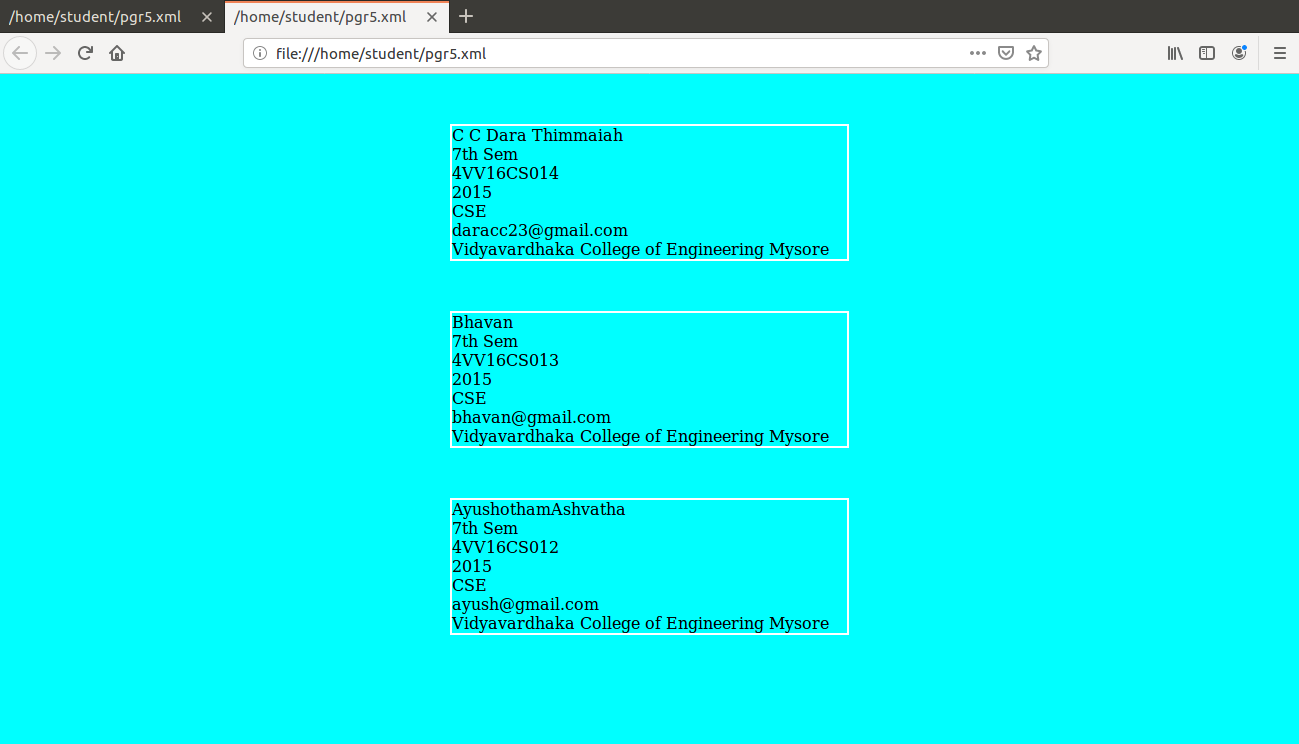 /home/student/pgr5.xml
/home/student/pgr5.xml
file:///home/student/pgr5.xml
C C Dara Thimmaiah
7th Sem
4VV16CS014
2015
CSE
daracc23@gmail.com
Vidyavardhaka College of Engineering Mysore
Bhavan
7th Sem
4VV16CS013
2015
CSE
bhavan@gmail.com
Vidyavardhaka College of Engineering Mysore
AyushothamAshvatha
7th Sem
4VV16CS012
2015
CSE
ayush@gmail.com
Vidyavardhaka College of Engineering Mysore